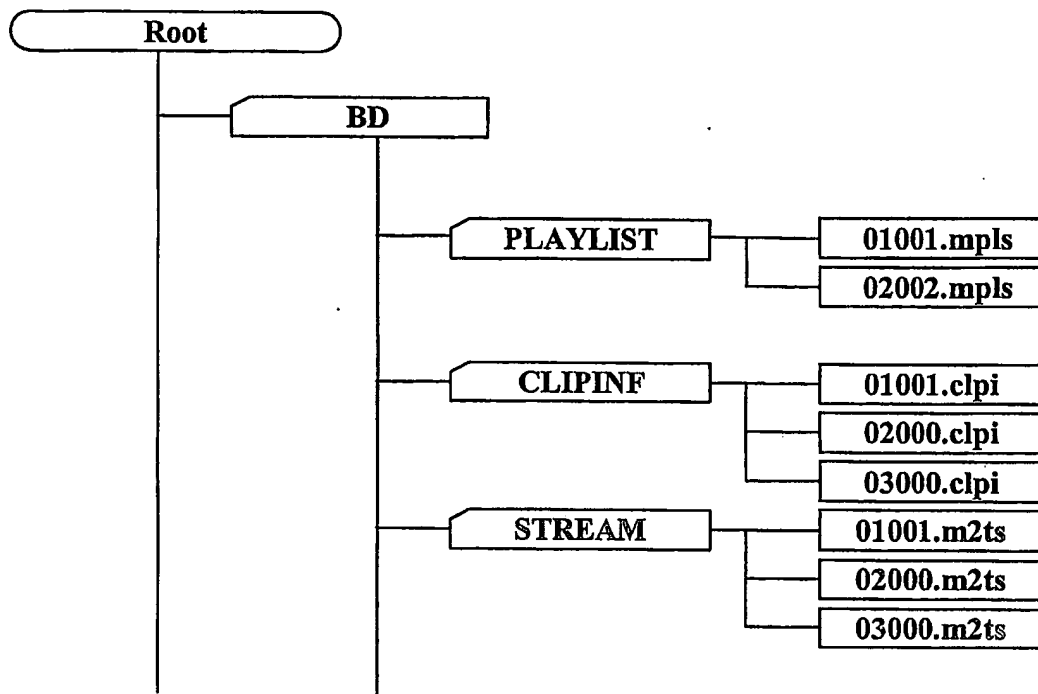 Root
BD
PLAYLIST
01001.mpls
02002.mpls
CLIPINF
01001.clpi
02000.clpi
03000.clpi
STREAM
01001.m2ts
02000.m2ts
03000.m2ts